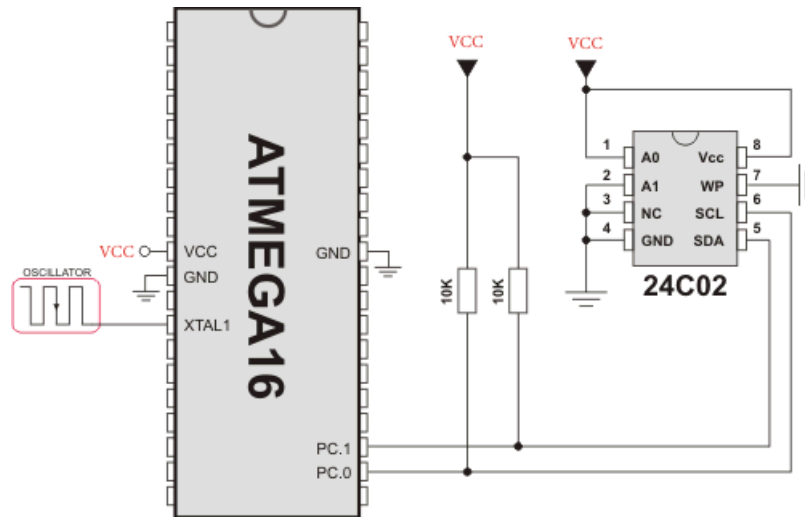 VCC
VCC
ATMEGA16
1
A0
Vcc
8
2
A1
WP
7
3
NC
SCL
6
4
GND
SDA
5
24C02
VCC
VCC
GND
OSCILLATOR
GND
XTAL1
10K
10K
PC.1
PC.0